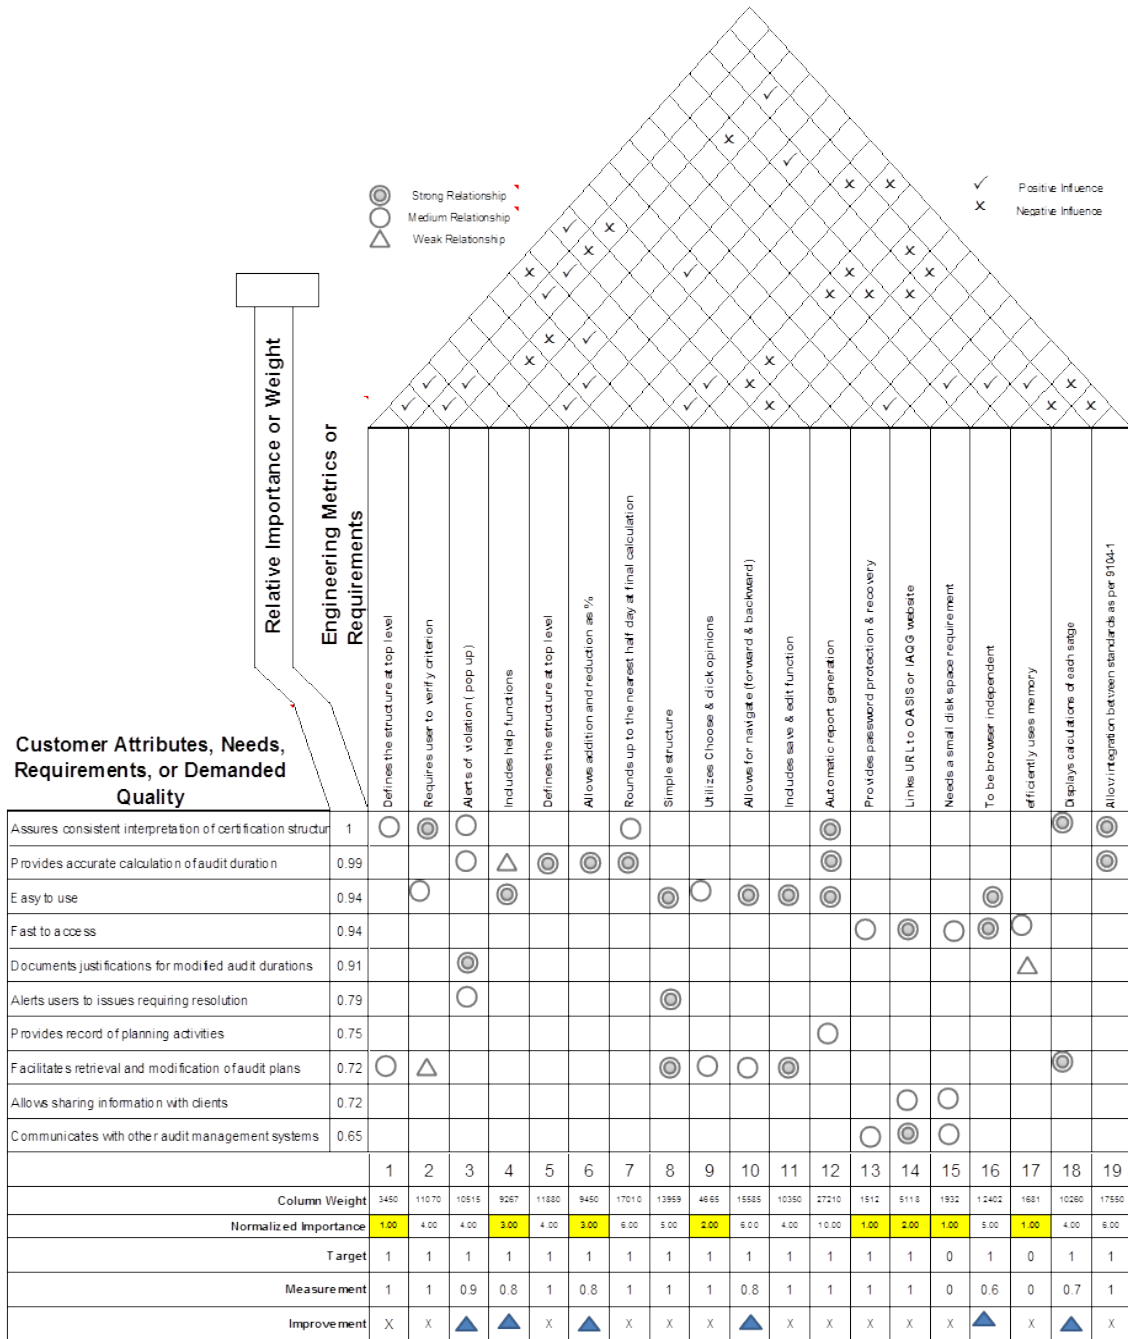 Strong Relationship
Medium Relationship
Weak Relationship
Positive Influence
Negative Influence
Relative Importance or Weight
Engineering Metrics or
Requirements
Defines the structure at top level
Requires user to verify criterion
Alerts of violation ( pop up)
Includes help functions
Defines the structure at top level
Allows addition and reduction as %
Rounds up to the nearest half day at final calculation
Simple structure
Utilizes Choose & click opinions
Allows for navigate (forward & backward)
Includes save & edit function
Automatic report generation
Provides password protection & recovery
Links URL to OASIS or IAQG website
Needs a small disk space requirement
To be browser independent
efficiently uses memory
Displays calculations of each satge
Allow integration between standards as per 9104-1
Customer Attributes, Needs,
Requirements, or Demanded
Quality
Assures consistent interpretation of certification structur 1
Provides accurate calculation of audit duration 0.99
Easy to use 0.94
Fast to access 0.94
Documents justifications for modified audit durations 0.91
Alerts users to issues requiring resolution 0.79
Provides record of planning activities 0.75
Facilitates retrieval and modification of audit plans 0.72
Allows sharing information with clients 0.72
Communicates with other audit management systems 0.65
1 2 3 4 5 6 7 8 9 10 11 12 13 14 15 16 17 18 19
Column Weight 3450 11070 10515 9267 11880 9450 17010 13959 4665 15585 10350 27210 1512 5118 1932 12402 1681 10260 17550
Normalized Importance 1.00 4.00 4.00 3.00 4.00 3.00 6.00 5.00 2.00 6.00 4.00 10.00 1.00 2.00 1.00 5.00 1.00 4.00 6.00
Target 1 1 1 1 1 1 1 1 1 1 1 1 1 1 0 1 0 1 1
Measurement 1 1 0.9 0.8 1 0.8 1 1 1 0.8 1 1 1 1 0 0.6 0 0.7 1
Improvement X X X X X X X X X X X X X